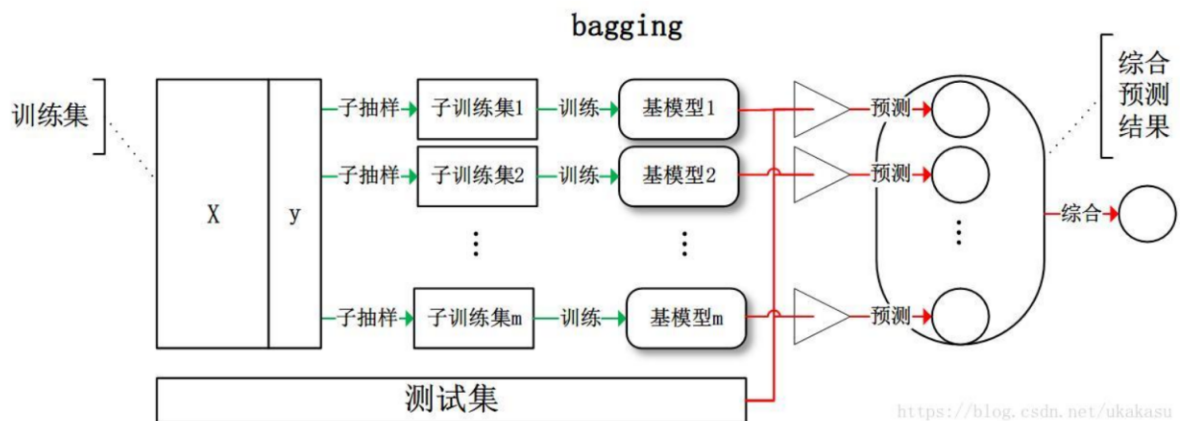 bagging
训练集
X
y
子抽样
子训练集1
训练
基模型1
预测
子抽样
子训练集2
训练
基模型2
预测
子抽样
子训练集m
训练
基模型m
预测
综合
综合
预测
结果
测试集
https://blog.csdn.net/ukakasu